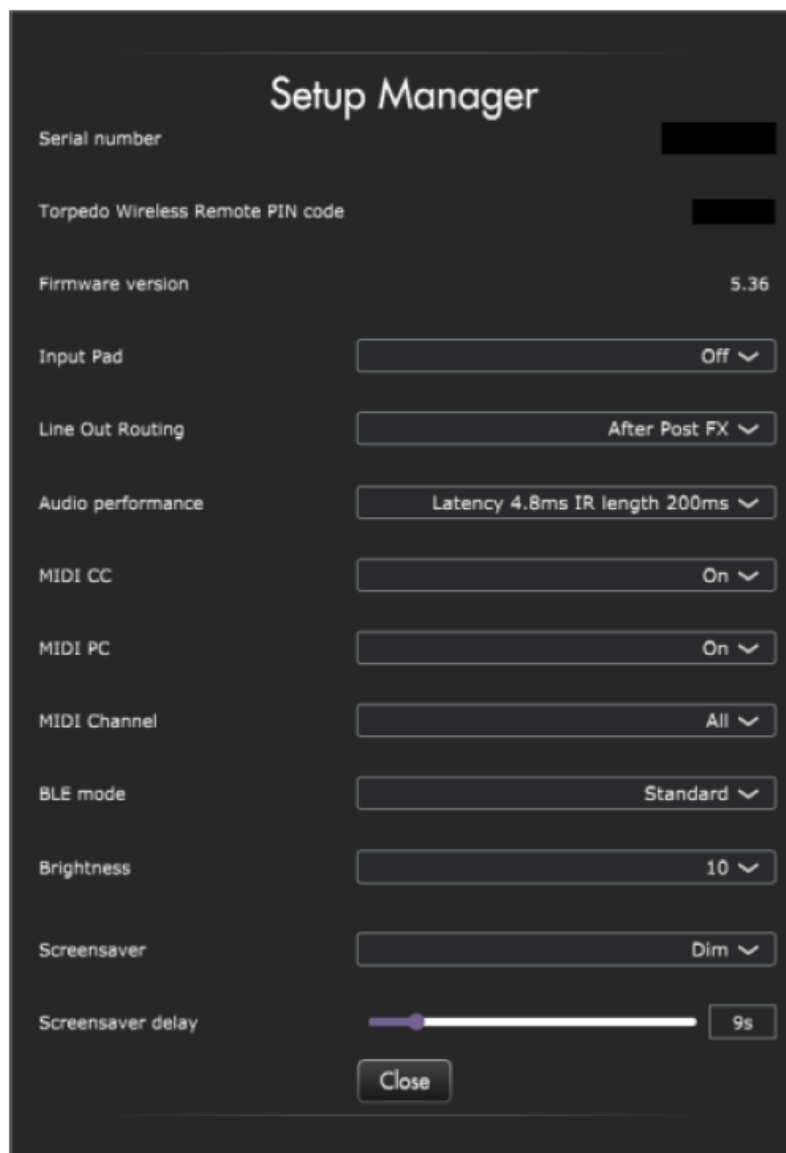 Setup Manager
Serial number
Torpedo Wireless Remote PIN code
Firmware version 5.36
Input Pad Off
Line Out Routing After Post FX
Audio performance Latency 4.8ms IR length 200ms
MIDI CC On
MIDI PC On
MIDI Channel All
BLE mode Standard
Brightness 10
Screensaver Dim
Screensaver delay 9s
Close